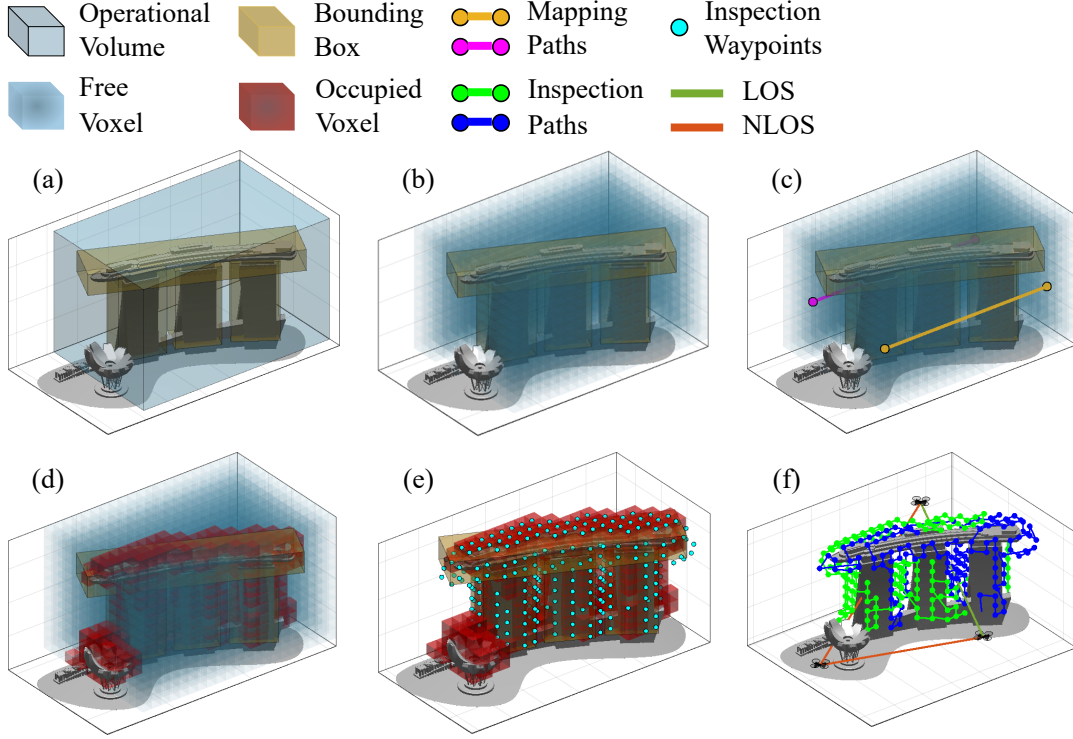 Operational
Volume
Bounding
Box
Mapping
Paths
Inspection
Waypoints
Free
Voxel
Occupied
Voxel
Inspection
Paths
LOS
NLOS
(a)
(b)
(c)
(d)
(e)
(f)